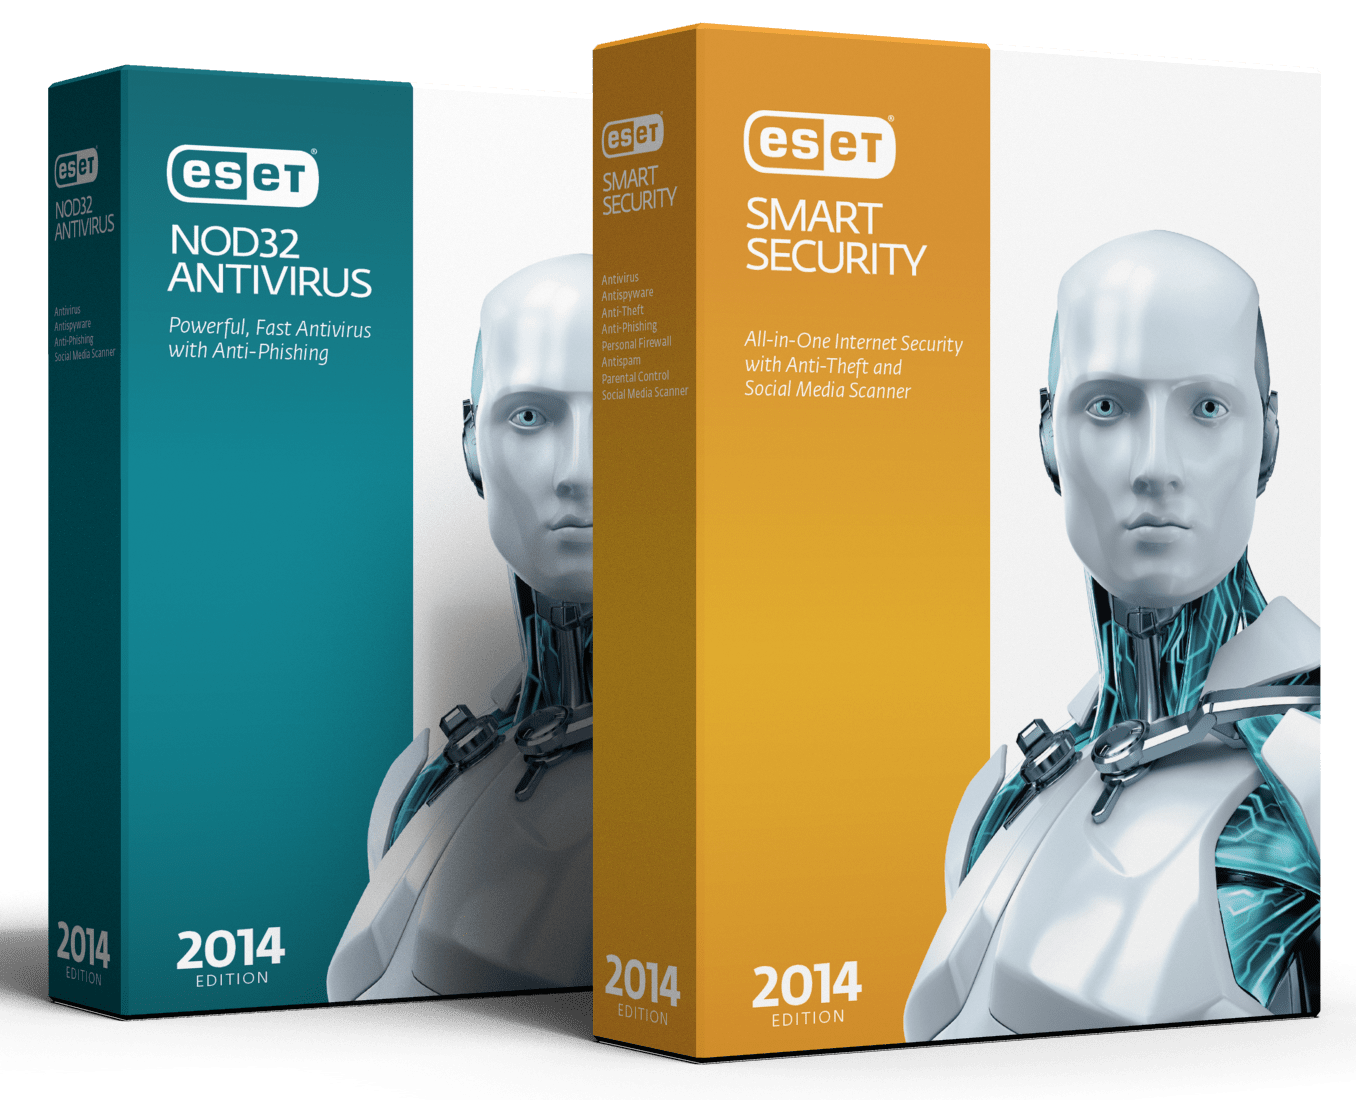 eset®
NOD32
ANTIVIRUS
Antivirus
Antispyware
Anti-Phishing
Social Media Scanner
2014
EDITION
eset®
NOD32
ANTIVIRUS
Powerful, Fast Antivirus
with Anti-Phishing
2014
EDITION
eset®
SMART
SECURITY
Antivirus
Antispyware
Anti-Theft
Anti-Phishing
Personal Firewall
Antispam
Parental Control
Social Media Scanner
2014
EDITION
eset®
SMART
SECURITY
All-in-One Internet Security
with Anti-Theft and
Social Media Scanner
2014
EDITION